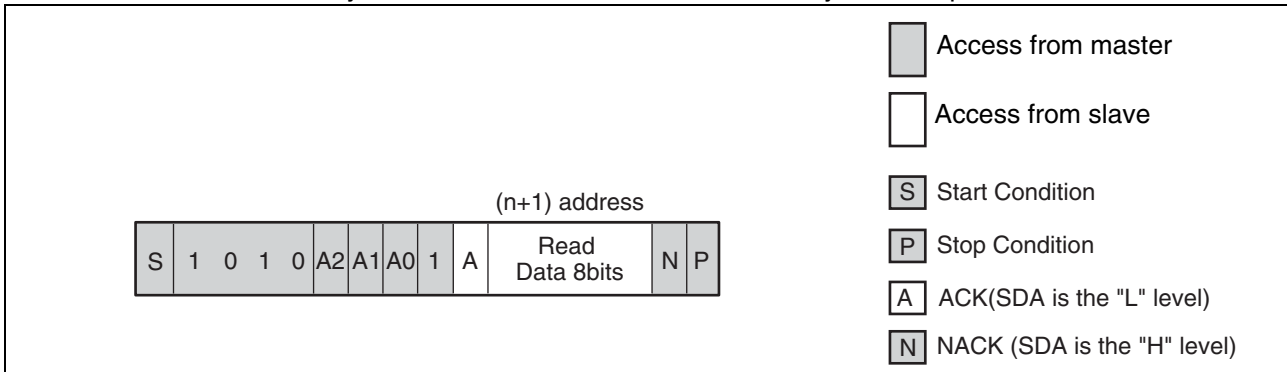 Access from master
Access from slave
(n+1) address
S 1 0 1 0 A2 A1 A0 1 A Read Data 8bits N P
S Start Condition
P Stop Condition
A ACK(SDA is the "L" level)
N NACK (SDA is the "H" level)